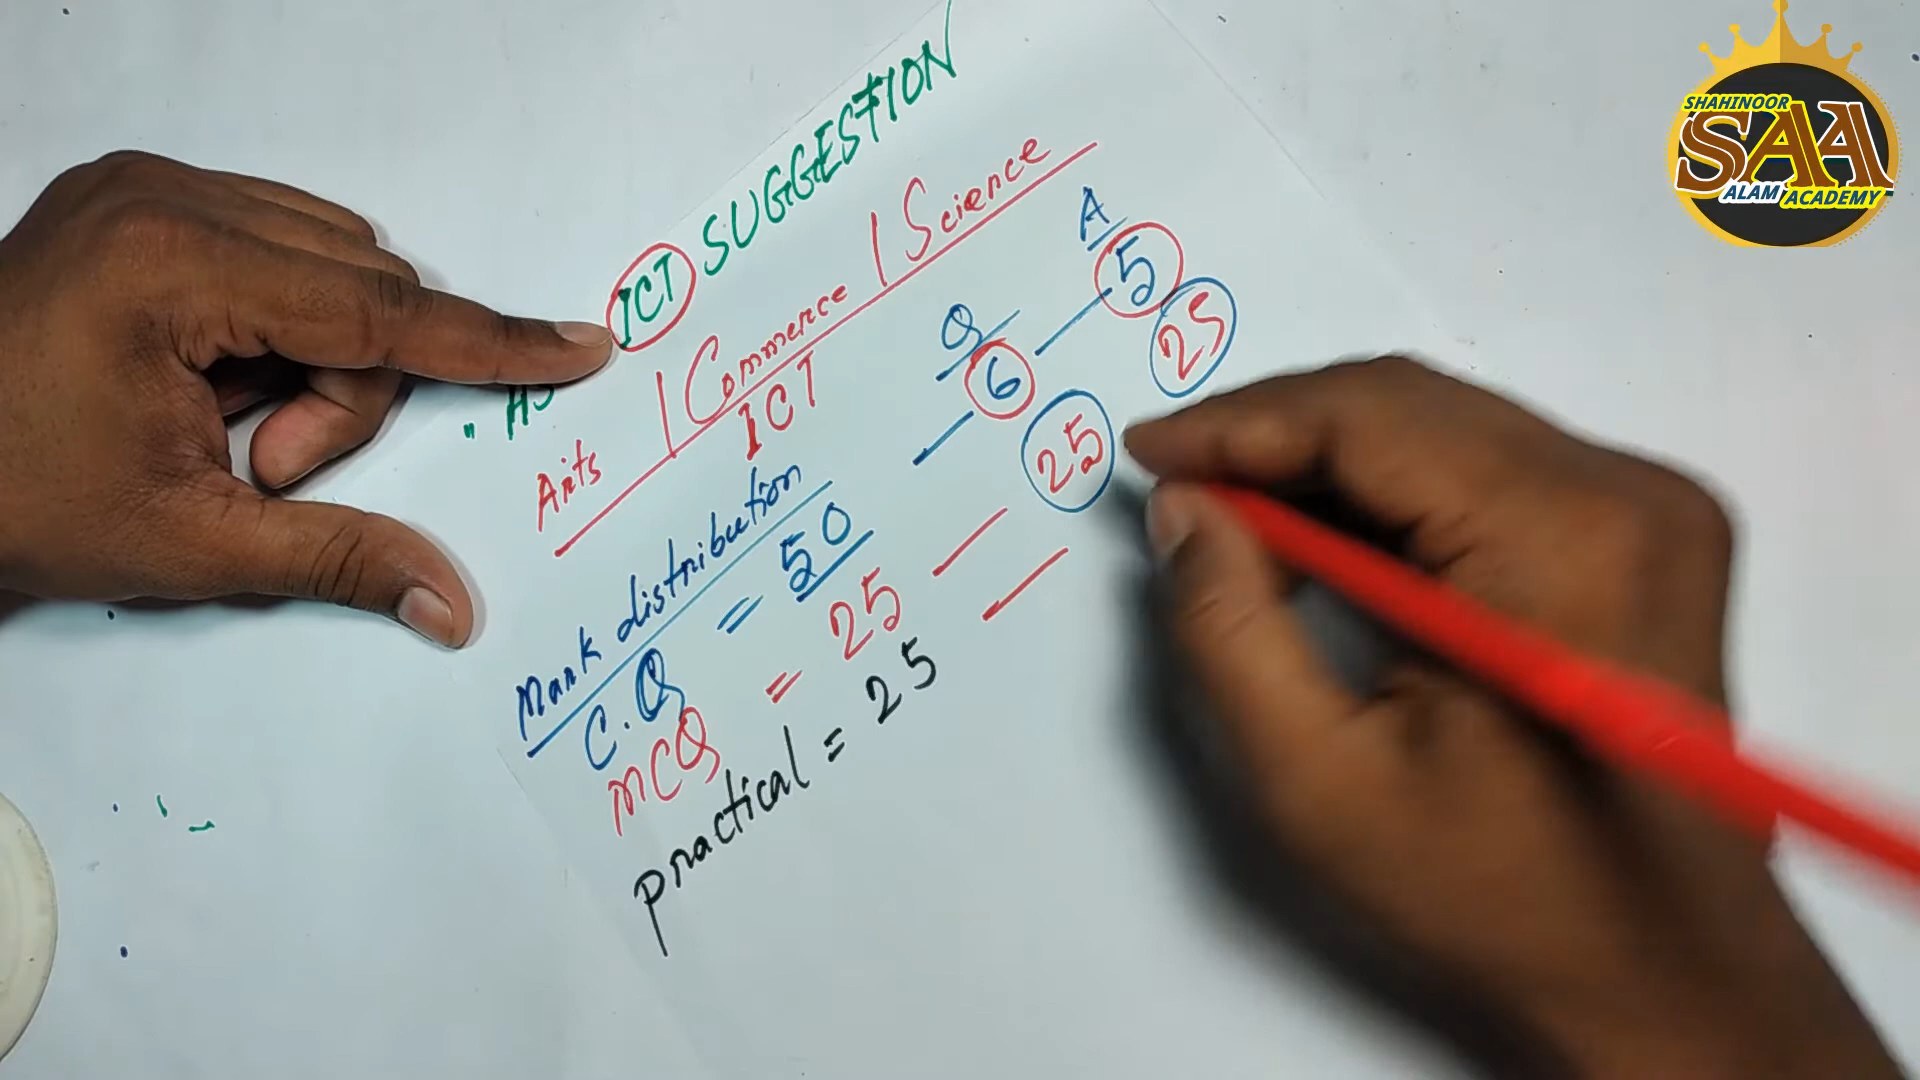 ICT SUGGESTION
Arts | Commerce | Science
ICT
Mark distribution
Q A
C.Q = 50 — 6 — 5
MCQ = 25 — 25 25
Practical = 25 —
SHAHINOOR
SAA
ALAM ACADEMY